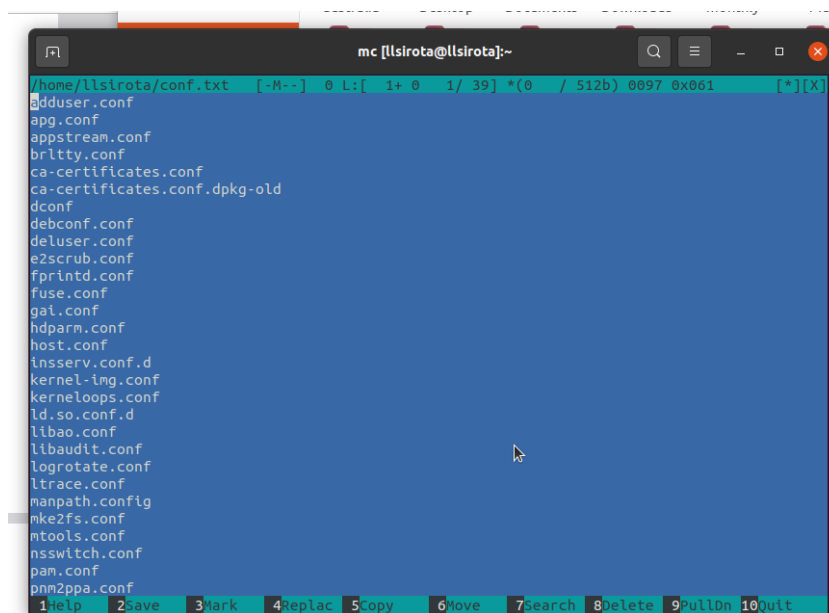 mc [llsirota@llsirota]:~
/home/llsirota/conf.txt [-M--] 0 L:[ 1+ 0 1/ 39] *(0 / 512b) 0097 0x061 [*][X]
adduser.conf
apg.conf
appstream.conf
brltty.conf
ca-certificates.conf
ca-certificates.conf.dpkg-old
dconf
debconf.conf
deluser.conf
e2scrub.conf
fprintd.conf
fuse.conf
gai.conf
hdparm.conf
host.conf
insserv.conf.d
kernel-img.conf
kerneloops.conf
ld.so.conf.d
libao.conf
libaudit.conf
logrotate.conf
ltrace.conf
manpath.config
mke2fs.conf
mtools.conf
nsswitch.conf
pam.conf
pnm2ppa.conf
1Help 2Save 3Mark 4Replac 5Copy 6Move 7Search 8Delete 9PullDn 10Quit